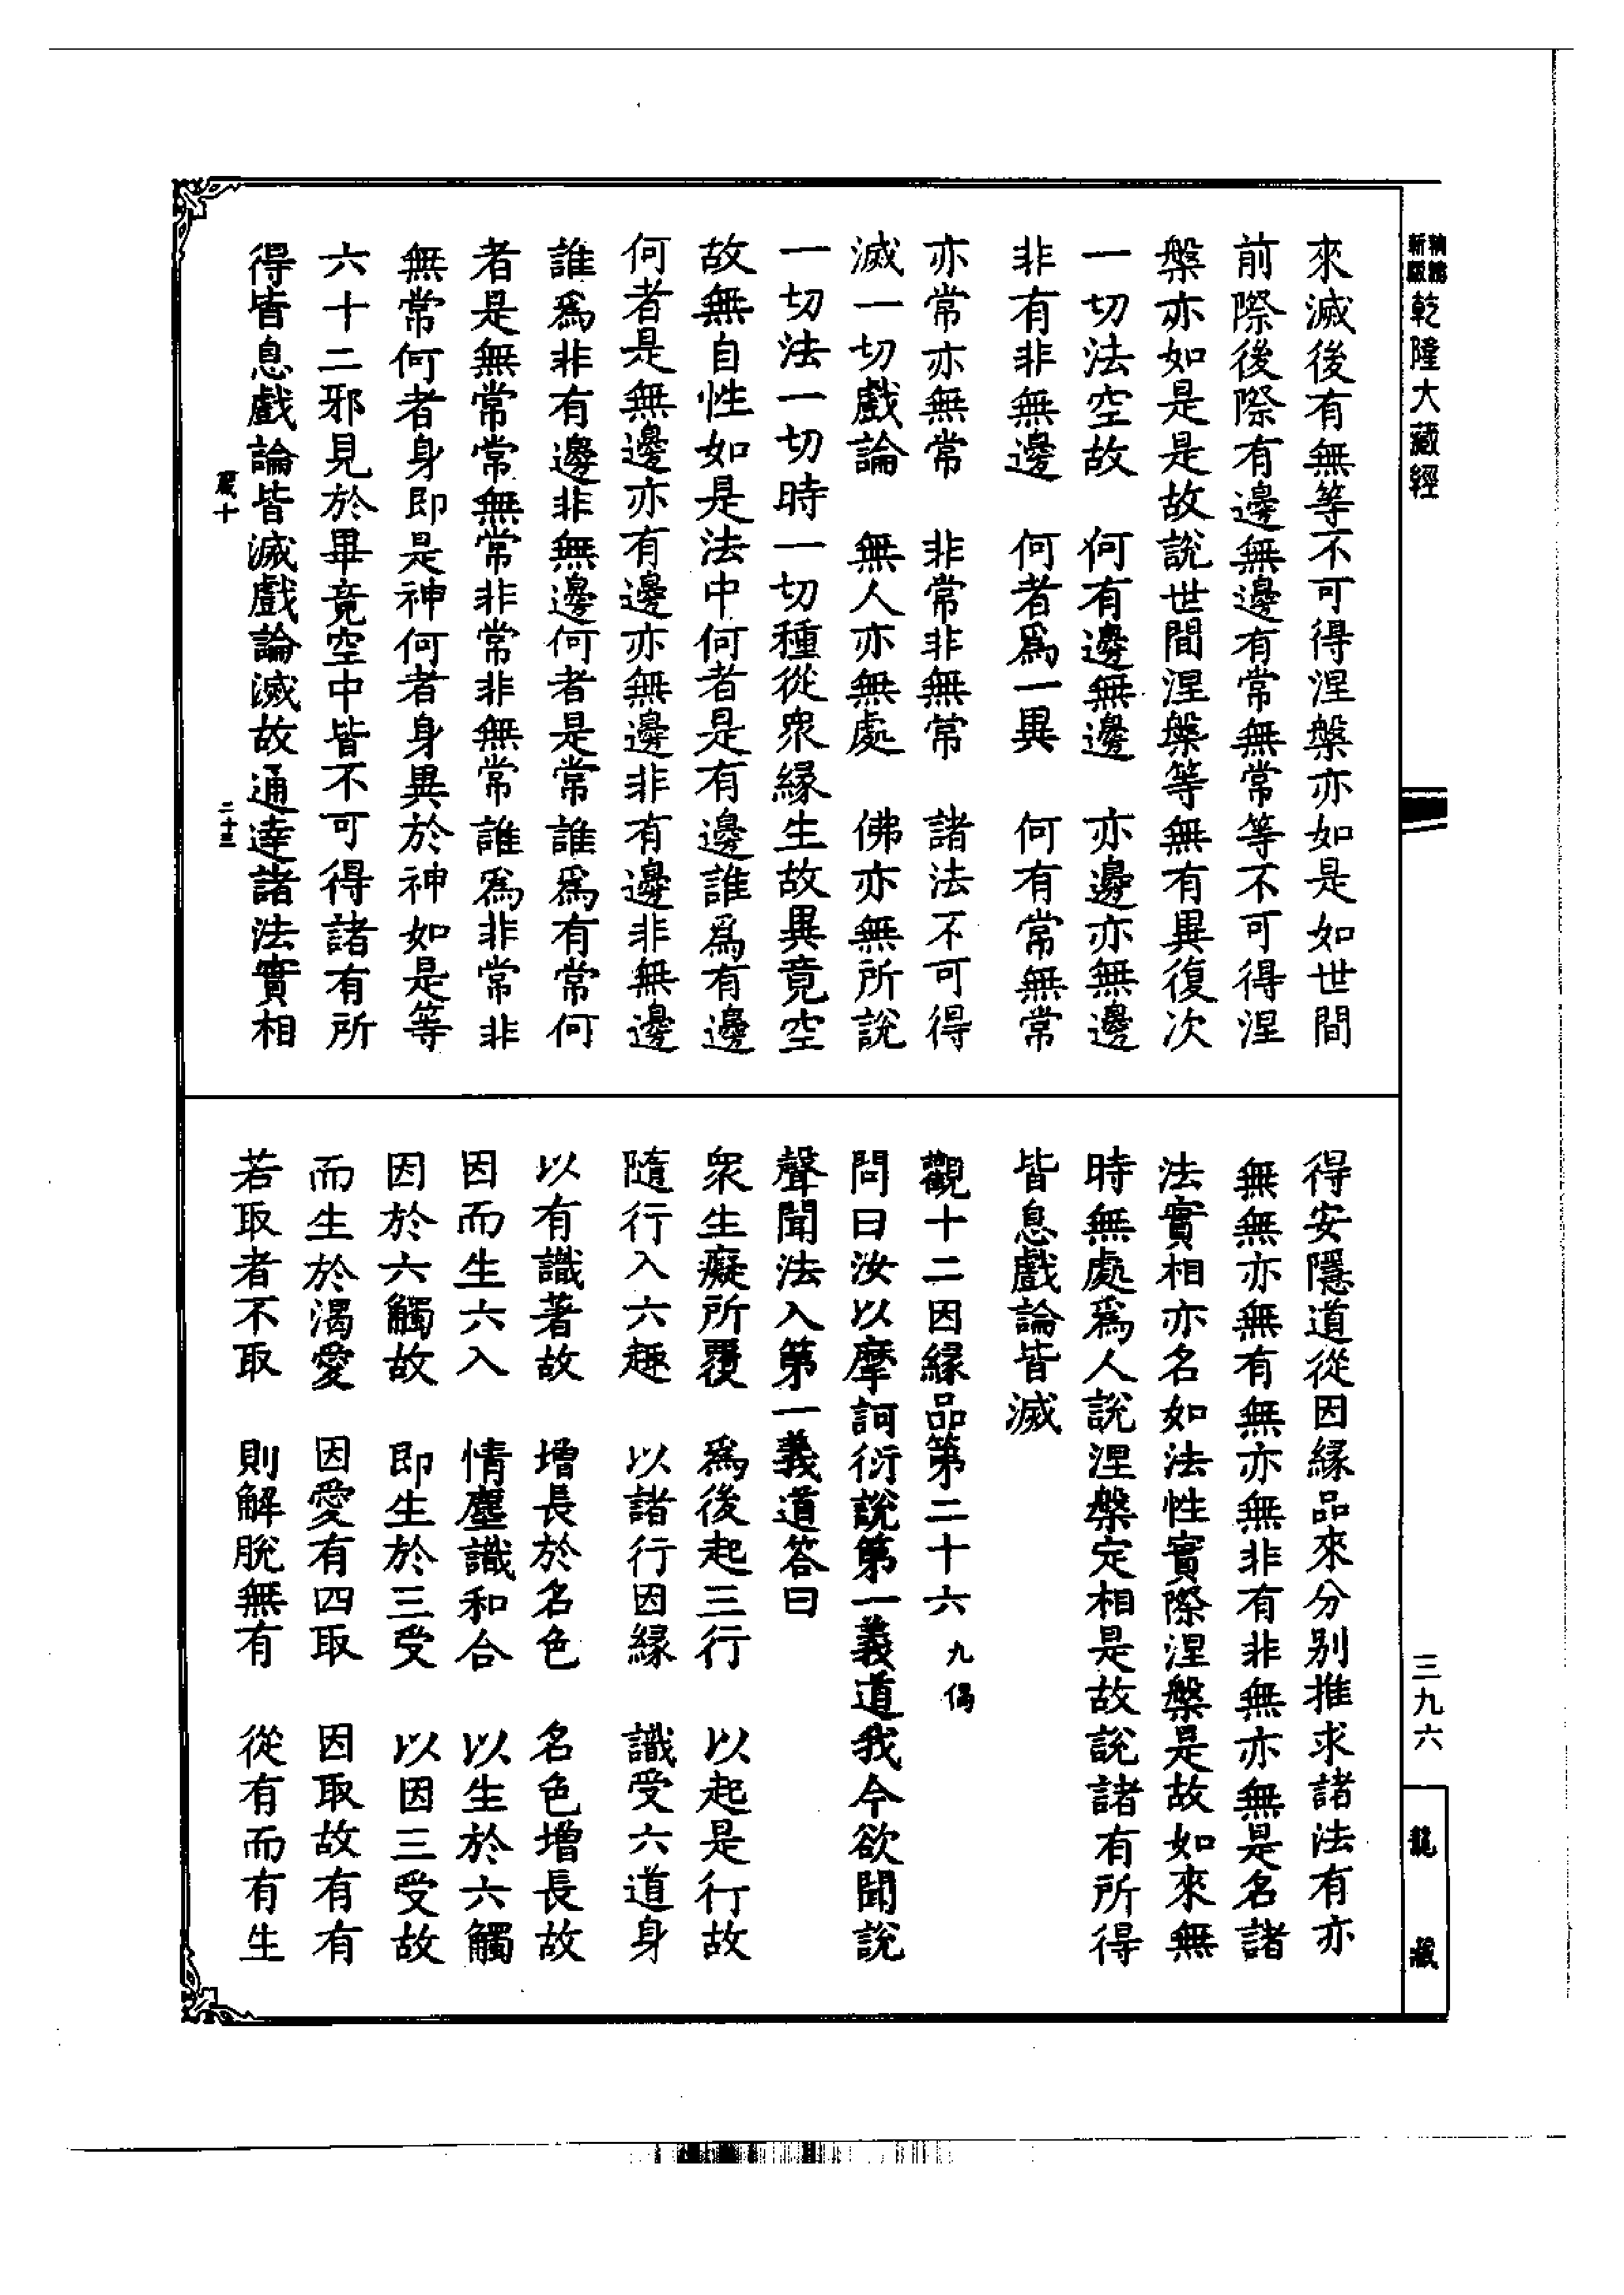 新版 乾隆大藏經
三九六
龍藏
來滅後有無等不可得涅槃亦如是如世間
前際後際有邊無邊有常無常等不可得涅
槃亦如是是故說世間涅槃等無有異復次
一切法空故　何有邊無邊　亦邊亦無邊
非有非無邊　何者為一異　何有常無常
亦常亦無常　非常非無常　諸法不可得
滅一切戲論　無人亦無處　佛亦無所說
一切法一切時一切種從眾緣生故異竟空
故無自性如是法中何者是有邊誰為有邊
何者是無邊亦有邊亦無邊非有邊非無邊
誰為非有邊非無邊何者是常誰為有常何
者是無常常無常非常非無常誰為非常非
無常何者身即是神何者身異於神如是等
六十二邪見於畢竟空中皆不可得諸有所
得皆息戲論皆滅戲論滅故通達諸法實相
十
二十三
得安隱道從因緣品來分別推求諸法有亦
無無亦無有無亦無非有非無亦無是名諸
法實相亦名如法性實際涅槃是故如來無
時無處為人說涅槃定相是故說諸有所得
皆息戲論皆滅
觀十二因緣品第二十六 九偈
問曰汝以摩訶衍說第一義道我今欲聞說
聲聞法入第一義道答曰
眾生癡所覆　為後起三行　以起是行故
隨行入六趣　以諸行因緣　識受六道身
以有識著故　增長於名色　名色增長故
因而生六入　情塵識和合　以生於六觸
因於六觸故　即生於三受　以因三受故
而生於渴愛　因愛有四取　因取故有有
若取者不取　則解脫無有　從有而有生